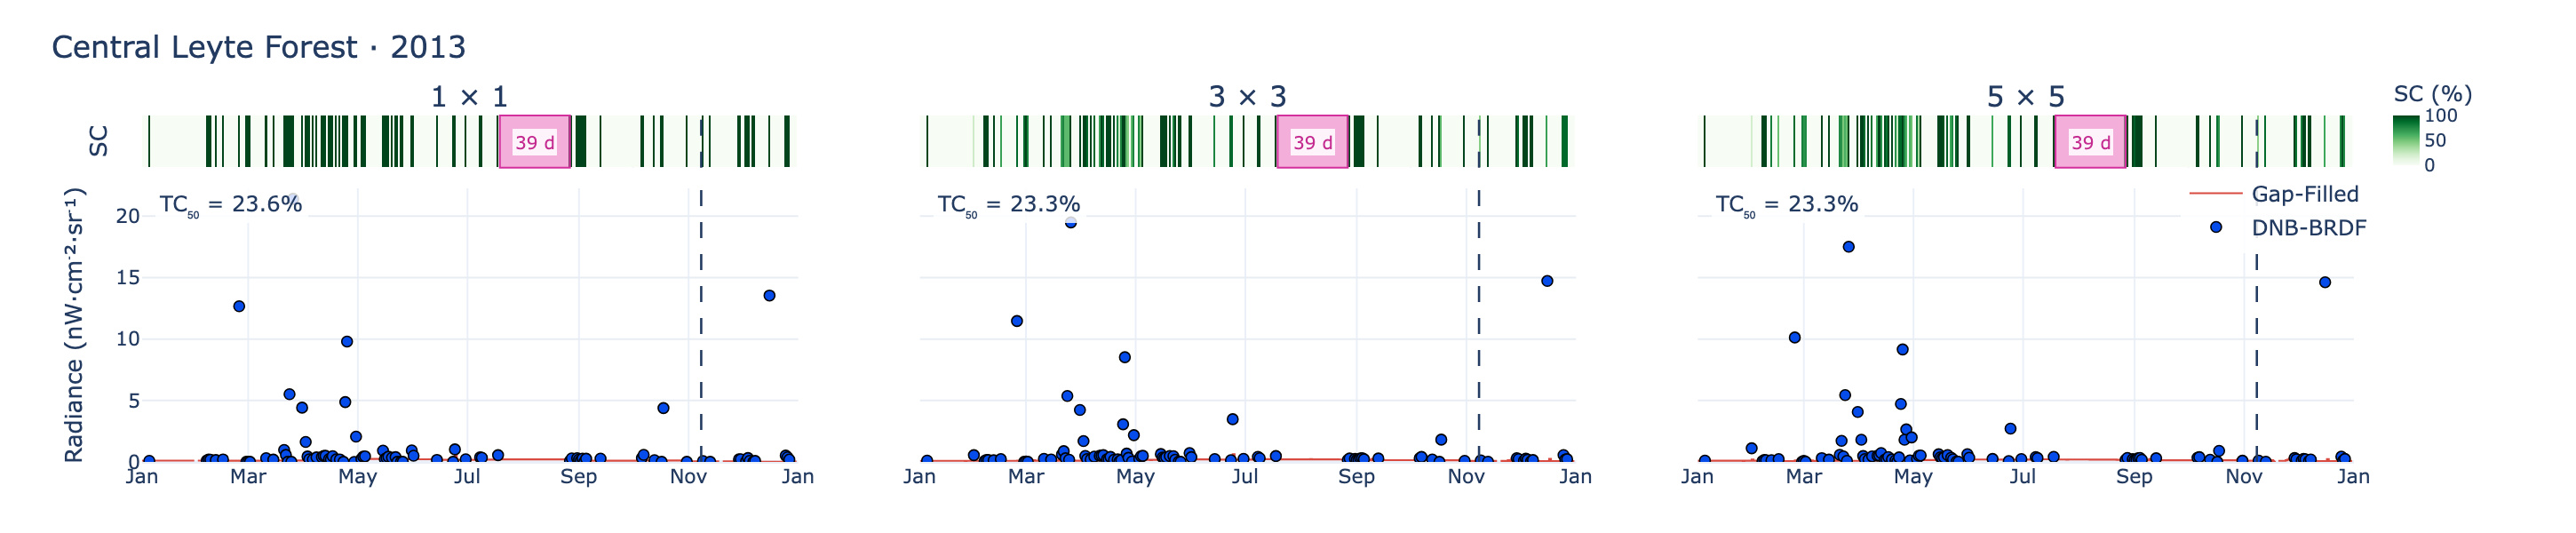 Central Leyte Forest · 2013
1 × 1
3 × 3
5 × 5
SC (%)
SC
39 d
39 d
39 d
100
50
0
TC₅₀ = 23.6%
TC₅₀ = 23.3%
TC₅₀ = 23.3%
Gap-Filled
DNB-BRDF
Radiance (nW·cm⁻²·sr⁻¹)
20
15
10
5
0
Jan Mar May Jul Sep Nov Jan
Jan Mar May Jul Sep Nov Jan
Jan Mar May Jul Sep Nov Jan